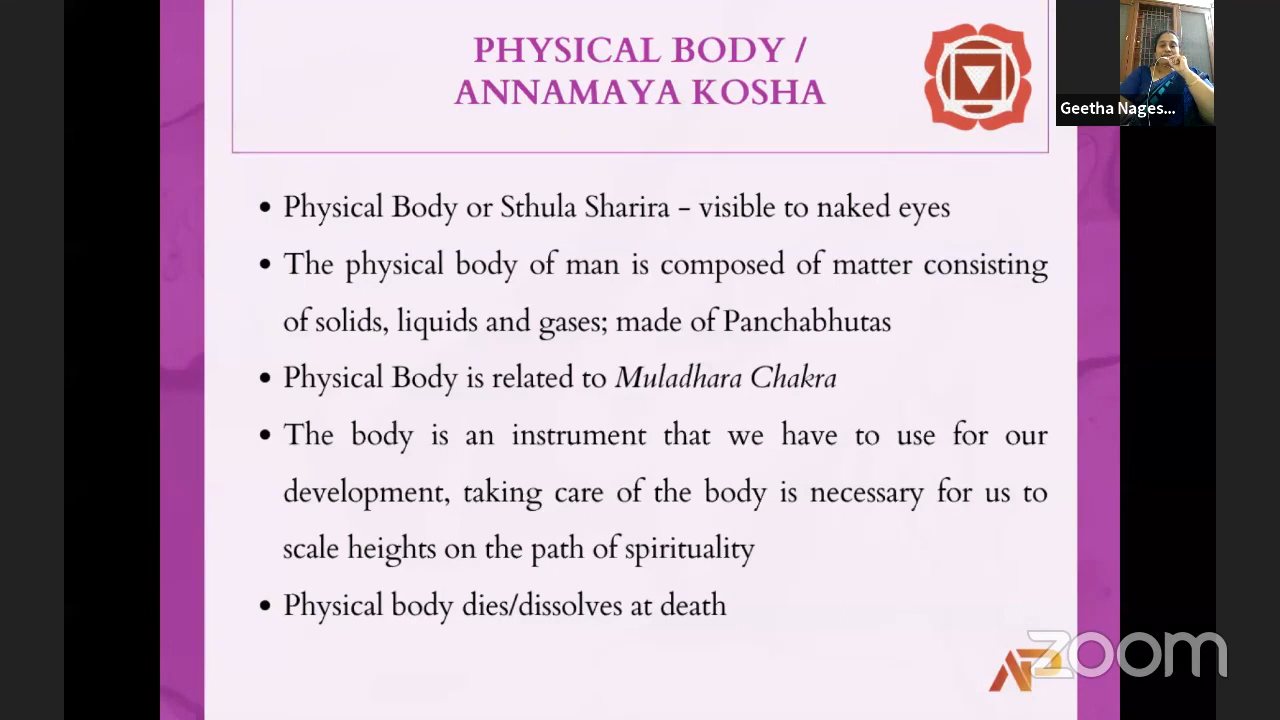 PHYSICAL BODY /
ANNAMAYA KOSHA
Geetha Nages...
• Physical Body or Sthula Sharira - visible to naked eyes
• The physical body of man is composed of matter consisting
of solids, liquids and gases; made of Panchabhutas
• Physical Body is related to Muladhara Chakra
• The body is an instrument that we have to use for our
development, taking care of the body is necessary for us to
scale heights on the path of spirituality
• Physical body dies/dissolves at death
zoom